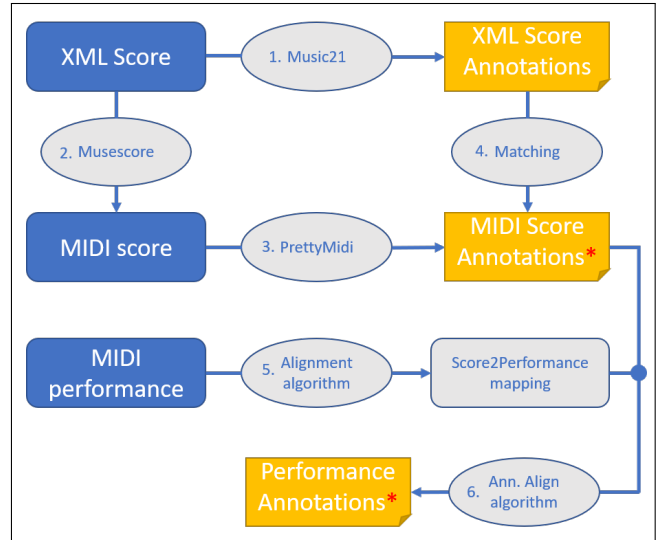 XML Score
1. Music21
XML Score
Annotations
2. Musescore
4. Matching
MIDI score
3. PrettyMidi
MIDI Score
Annotations*
MIDI
performance
5. Alignment
algorithm
Score2Performance
mapping
Performance
Annotations*
6. Ann. Align
algorithm